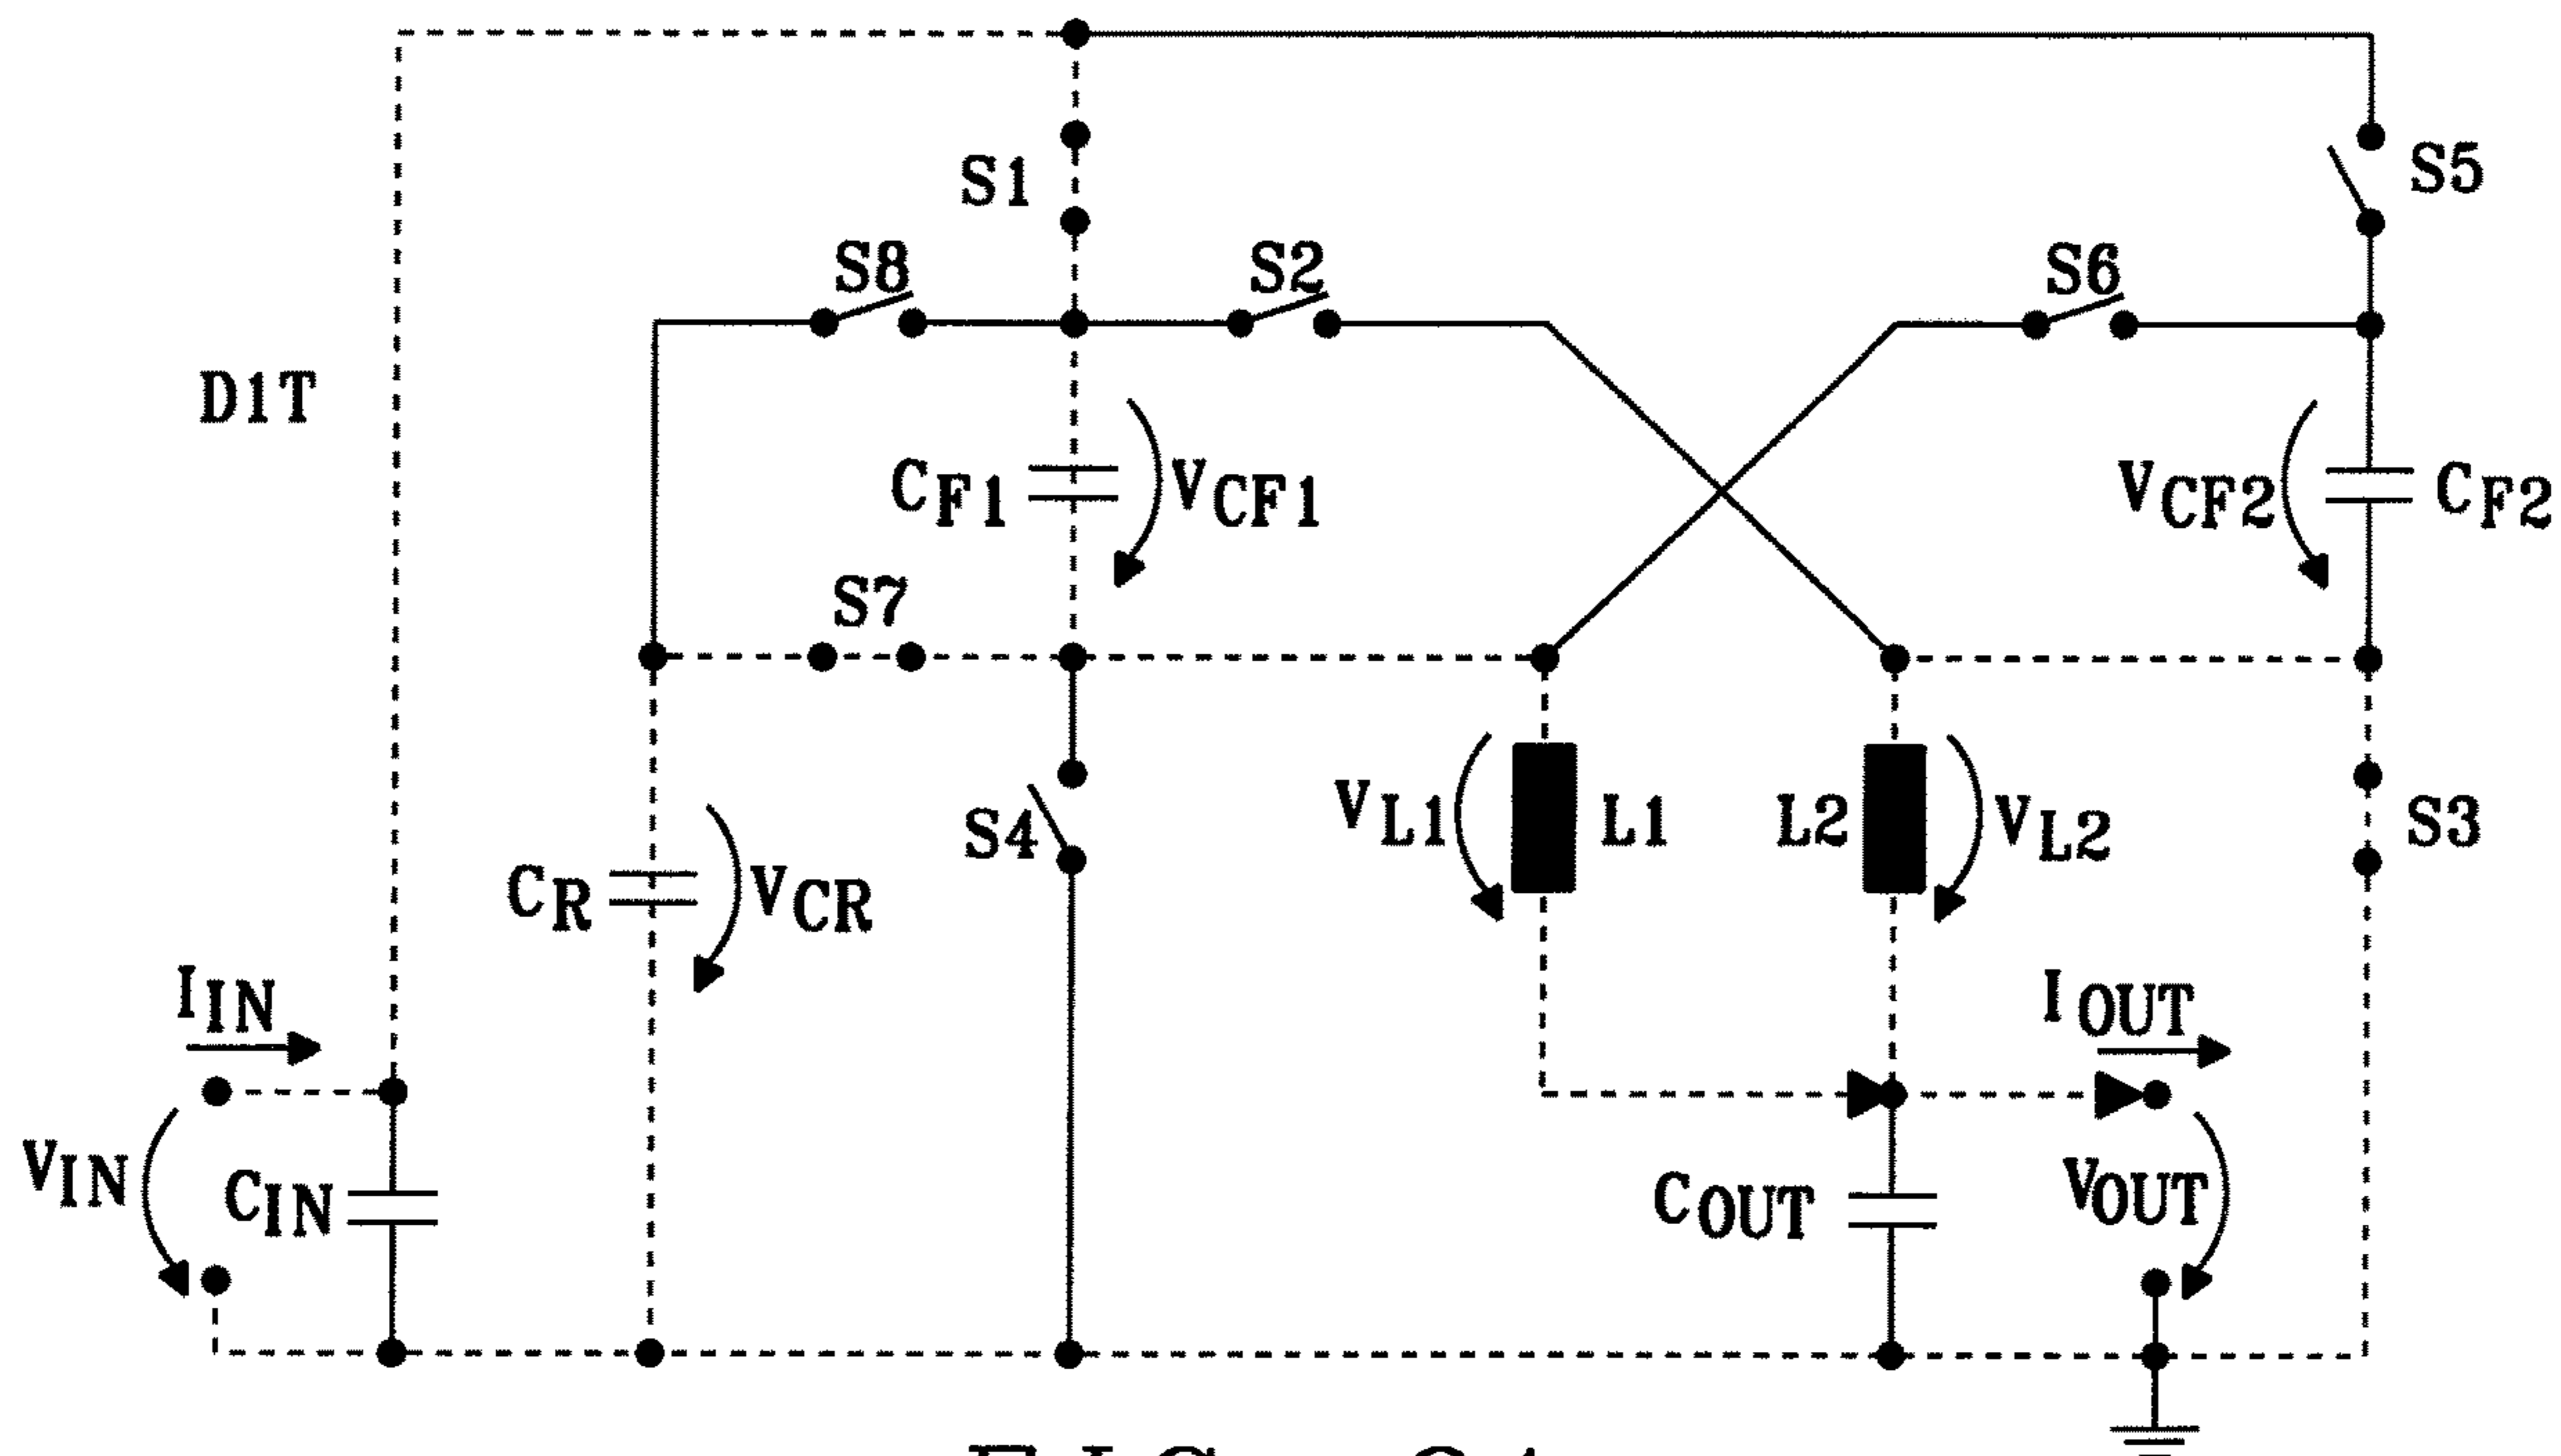 S1
S5
S8
S2
S6
D1T
CF1
VCF1
VCF2
CF2
S7
VL1
L1
L2
VL2
S3
S4
CR
VCR
IIN
IOUT
VIN
CIN
COUT
VOUT